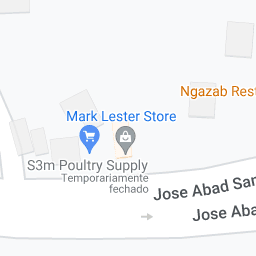 Ngazab Rest
Mark Lester Store
S3m Poultry Supply
Temporariamente
fechado
Jose Abad San
Jose Aba